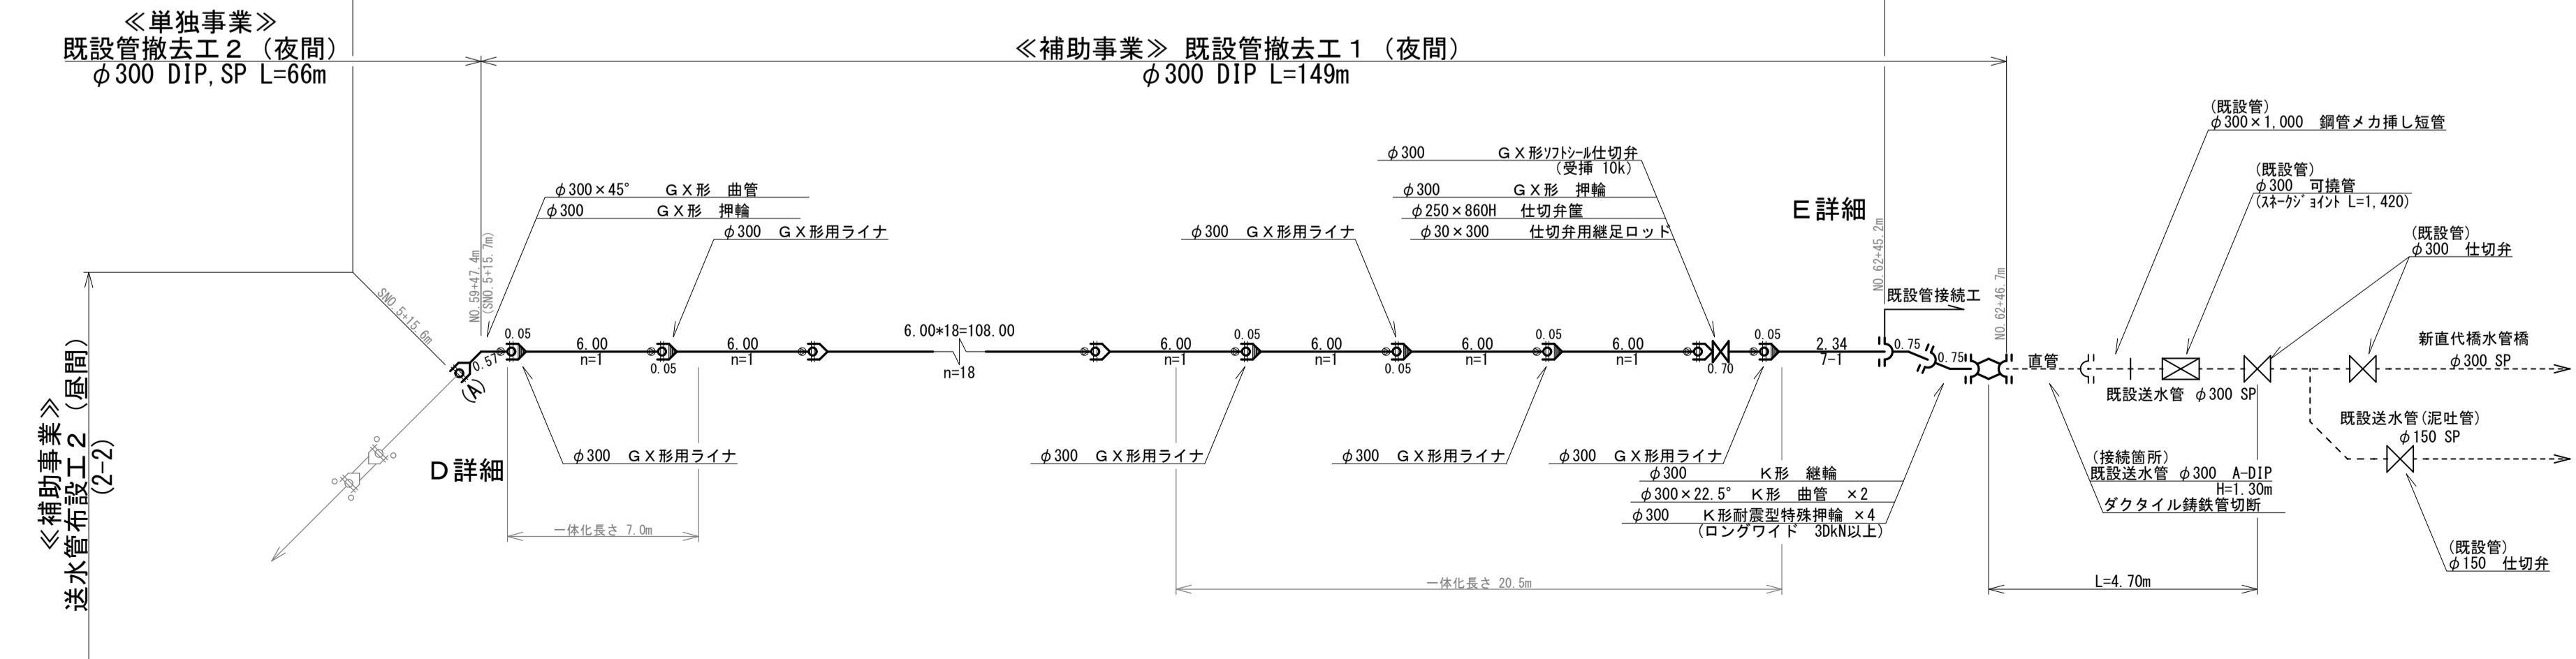 ≪単独事業≫
既設管撤去工２（夜間）
φ300 DIP,SP L=66m
≪補助事業≫ 既設管撤去工１（夜間）
φ300 DIP L=149m
(既設管)
φ300×1,000 鋼管メカ挿し短管
φ300 ＧＸ形ｿﾌﾄｼｰﾙ仕切弁
(受挿 10k)
φ300 ＧＸ形 押輪
φ250×860H 仕切弁筐
φ30×300 仕切弁用継足ロッド
(既設管)
φ300 可撓管
(ｽﾈｰｸｼﾞｮｲﾝﾄ L=1,420)
φ300×45° ＧＸ形 曲管
φ300 ＧＸ形 押輪
φ300 ＧＸ形用ライナ
φ300 ＧＸ形用ライナ
Ｅ詳細
(既設管)
φ300 仕切弁
NO.59+47.4m
(SNO.5+15.7m)
SNO.5+15.6m
NO.62+45.2m
NO.62+46.7m
既設管接続工
0.57
(A)
0.05
6.00
n=1
0.05
6.00
n=1
6.00*18=108.00
n=18
6.00
n=1
0.05
6.00
n=1
0.05
6.00
n=1
0.05
6.00
n=1
0.70
0.05
2.34
7-1
0.75
0.75
直管
新直代橋水管橋
φ300 SP
既設送水管 φ300 SP
既設送水管(泥吐管)
φ150 SP
≪補助事業≫
送水管布設工２（昼間）
(2-2)
Ｄ詳細
φ300 ＧＸ形用ライナ
φ300 ＧＸ形用ライナ
φ300 ＧＸ形用ライナ
φ300 ＧＸ形用ライナ
φ300 Ｋ形 継輪
φ300×22.5° Ｋ形 曲管 ×2
φ300 Ｋ形耐震型特殊押輪 ×4
(ロングワイド 3DkN以上)
(接続箇所)
既設送水管 φ300 A-DIP
H=1.30m
ダクタイル鋳鉄管切断
一体化長さ 7.0m
一体化長さ 20.5m
L=4.70m
(既設管)
φ150 仕切弁